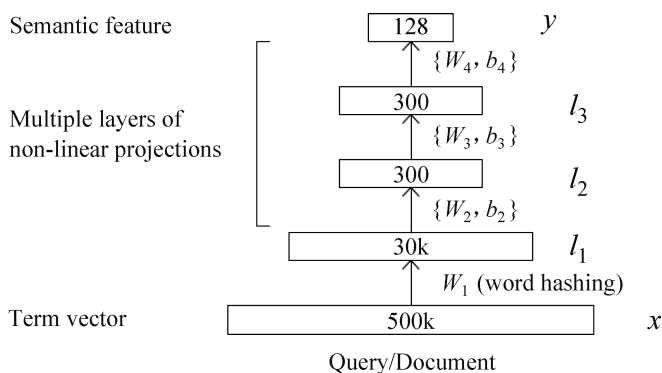 Semantic feature 128 y
{W₄, b₄}
300 l₃
Multiple layers of
non-linear projections
{W₃, b₃}
300 l₂
{W₂, b₂}
30k l₁
W₁ (word hashing)
Term vector 500k x
Query/Document